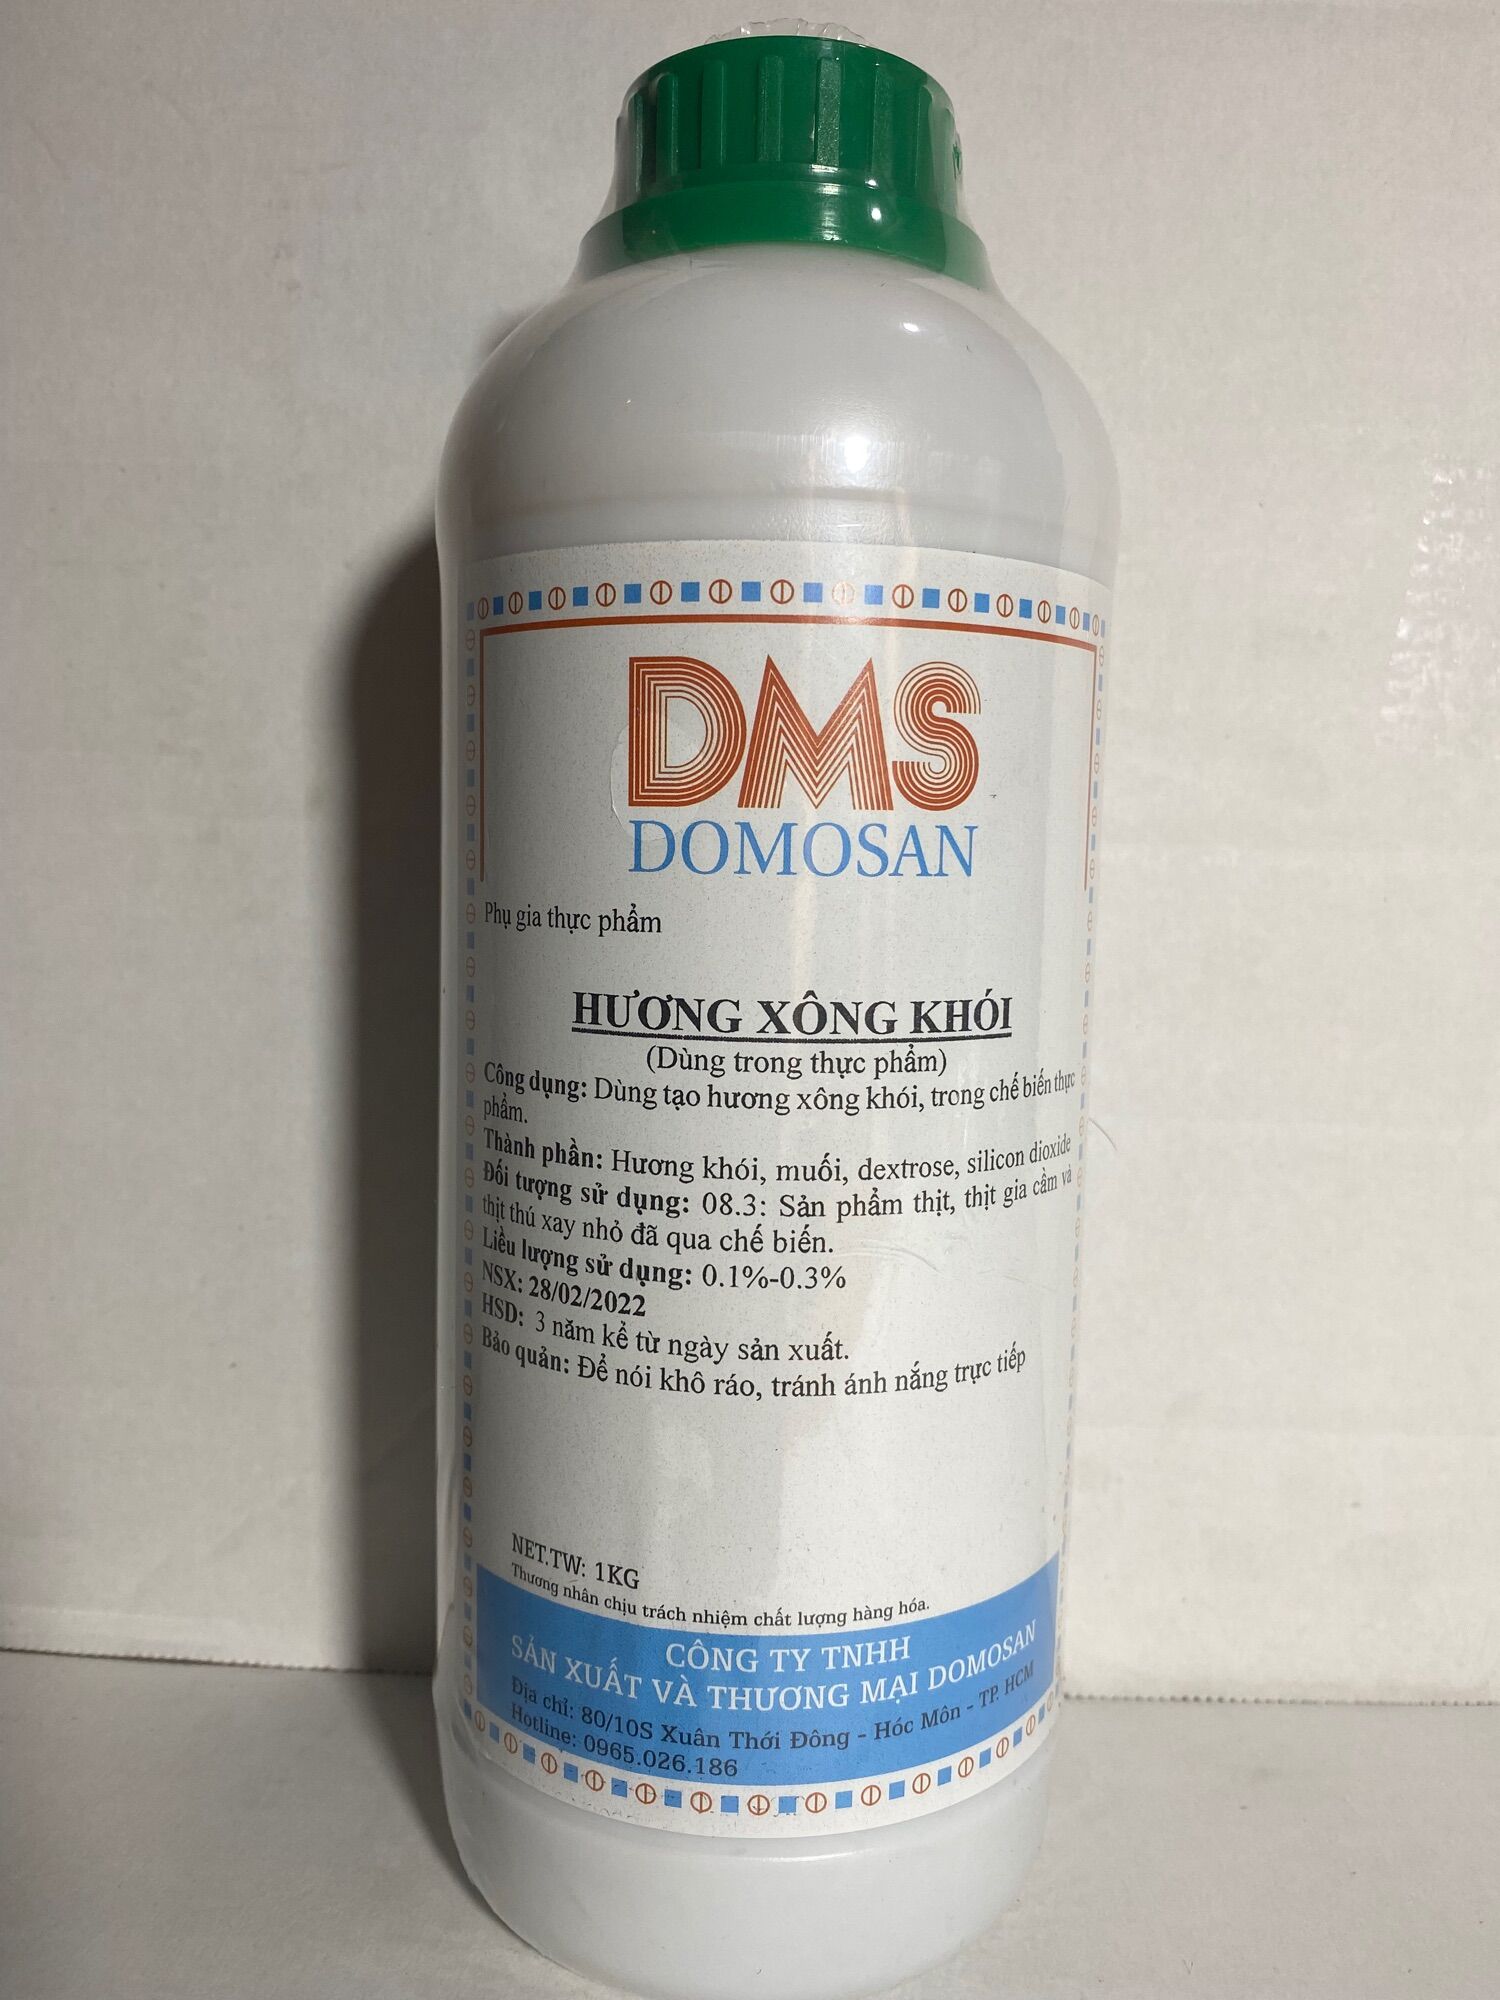 DMS
DOMOSAN
Phụ gia thực phẩm
HƯƠNG XÔNG KHÓI
(Dùng trong thực phẩm)
Công dụng: Dùng tạo hương xông khói, trong chế biến thực
phẩm.
Thành phần: Hương khói, muối, dextrose, silicon dioxide
Đối tượng sử dụng: 08.3: Sản phẩm thịt, thịt gia cầm và
thịt thú xay nhỏ đã qua chế biến.
Liều lượng sử dụng: 0.1%-0.3%
NSX: 28/02/2022
HSD: 3 năm kể từ ngày sản xuất.
Bảo quản: Để nói khô ráo, tránh ánh nắng trực tiếp
NET.TW: 1KG
Thương nhân chịu trách nhiệm chất lượng hàng hóa.
CÔNG TY TNHH
SẢN XUẤT VÀ THƯƠNG MẠI DOMOSAN
Địa chỉ: 80/10S Xuân Thới Đông - Hóc Môn - TP. HCM
Hotline: 0965.026.186